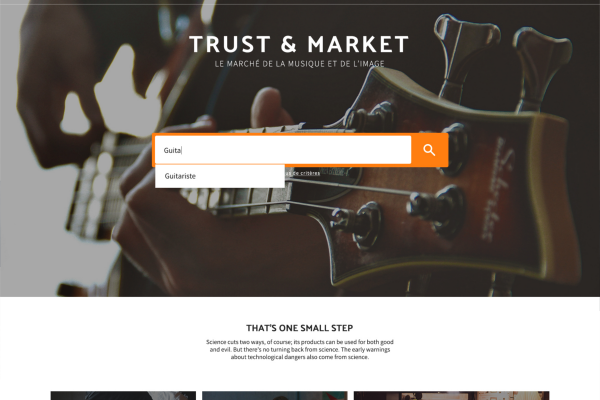 TRUST & MARKET
LE MARCHÉ DE LA MUSIQUE ET DE L'IMAGE
Guita
Guitariste
de critères
THAT'S ONE SMALL STEP
Science cuts two ways, of course; its products can be used for both good
and evil. But there's no turning back from science. The early warnings
about technological dangers also come from science.